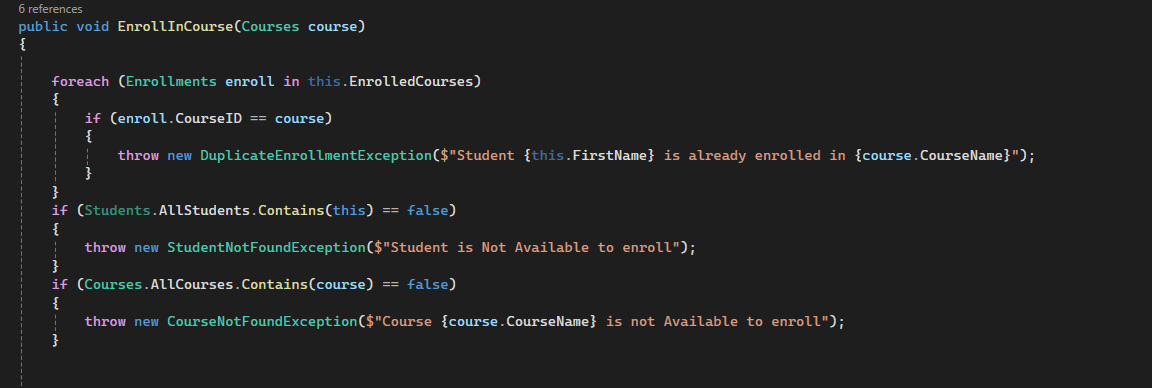 6 references
public void EnrollInCourse(Courses course)
{
foreach (Enrollments enroll in this.EnrolledCourses)
{
if (enroll.CourseID == course)
{
throw new DuplicateEnrollmentException($"Student {this.FirstName} is already enrolled in {course.CourseName}");
}
}
if (Students.AllStudents.Contains(this) == false)
{
throw new StudentNotFoundException($"Student is Not Available to enroll");
}
if (Courses.AllCourses.Contains(course) == false)
{
throw new CourseNotFoundException($"Course {course.CourseName} is not Available to enroll");
}